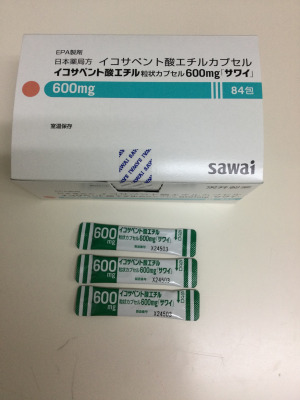 EPA製剤
日本薬局方 イコサペント酸エチルカプセル
イコサペント酸エチル粒状カプセル600mg「サワイ」
600mg
84包
室温保存
sawai
SAWAI
600mg
イコサペント酸エチル
粒状カプセル600mg「サワイ」
X24503
600mg
イコサペント酸エチル
粒状カプセル600mg「サワイ」
600mg
イコサペント酸エチル
粒状カプセル600mg「サワイ」
X24503